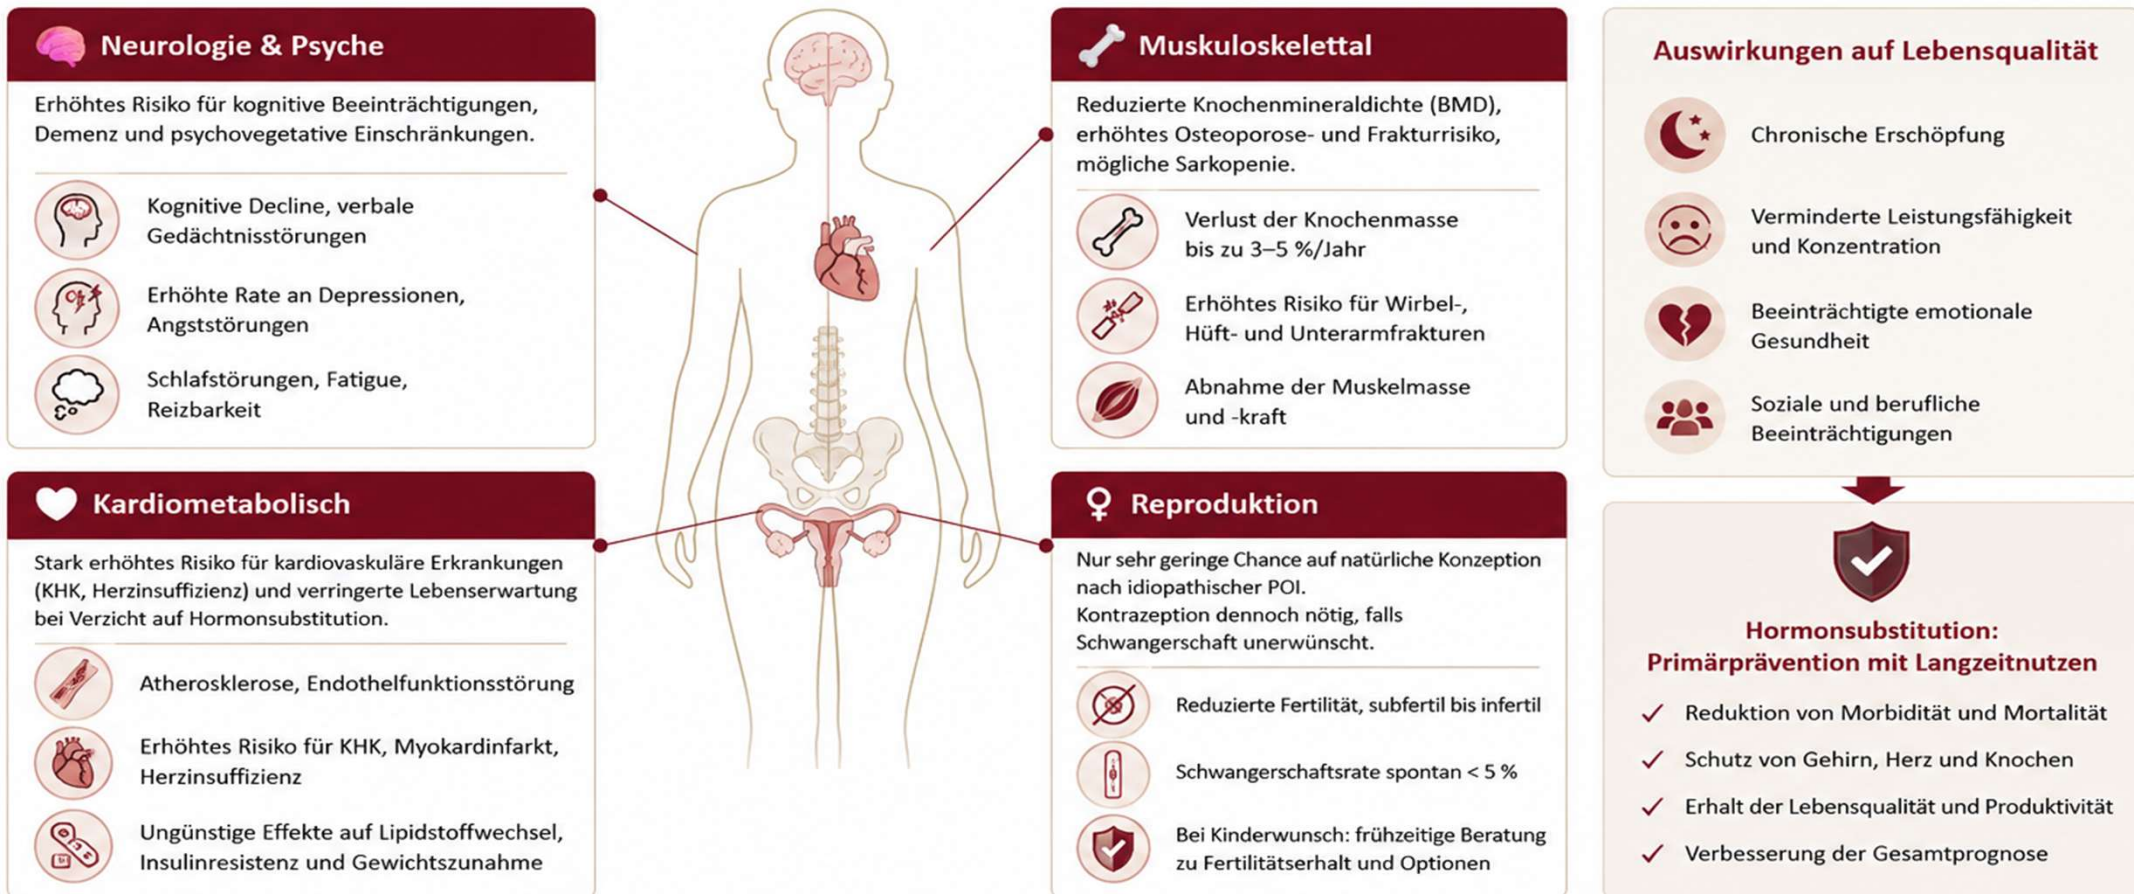 Neurologie & Psyche
Erhöhtes Risiko für kognitive Beeinträchtigungen,
Demenz und psychovegetative Einschränkungen.
Kognitive Decline, verbale
Gedächtnisstörungen
Erhöhte Rate an Depressionen,
Angststörungen
Schlafstörungen, Fatigue,
Reizbarkeit
Kardiometabolisch
Stark erhöhtes Risiko für kardiovaskuläre Erkrankungen
(KHK, Herzinsuffizienz) und verringerte Lebenserwartung
bei Verzicht auf Hormonsubstitution.
Atherosklerose, Endothelfunktionsstörung
Erhöhtes Risiko für KHK, Myokardinfarkt,
Herzinsuffizienz
Ungünstige Effekte auf Lipidstoffwechsel,
Insulinresistenz und Gewichtszunahme
Muskuloskelettal
Reduzierte Knochenmineraldichte (BMD),
erhöhtes Osteoporose- und Frakturrisiko,
mögliche Sarkopenie.
Verlust der Knochenmasse
bis zu 3–5 %/Jahr
Erhöhtes Risiko für Wirbel-,
Hüft- und Unterarmfrakturen
Abnahme der Muskelmasse
und -kraft
Reproduktion
Nur sehr geringe Chance auf natürliche Konzeption
nach idiopathischer POI.
Kontrazeption dennoch nötig, falls
Schwangerschaft unerwünscht.
Reduzierte Fertilität, subfertil bis infertil
Schwangerschaftsrate spontan < 5 %
Bei Kinderwunsch: frühzeitige Beratung
zu Fertilitätserhalt und Optionen
Auswirkungen auf Lebensqualität
Chronische Erschöpfung
Verminderte Leistungsfähigkeit
und Konzentration
Beeinträchtigte emotionale
Gesundheit
Soziale und berufliche
Beeinträchtigungen
Hormonsubstitution:
Primärprävention mit Langzeitnutzen
Reduktion von Morbidität und Mortalität
Schutz von Gehirn, Herz und Knochen
Erhalt der Lebensqualität und Produktivität
Verbesserung der Gesamtprognose